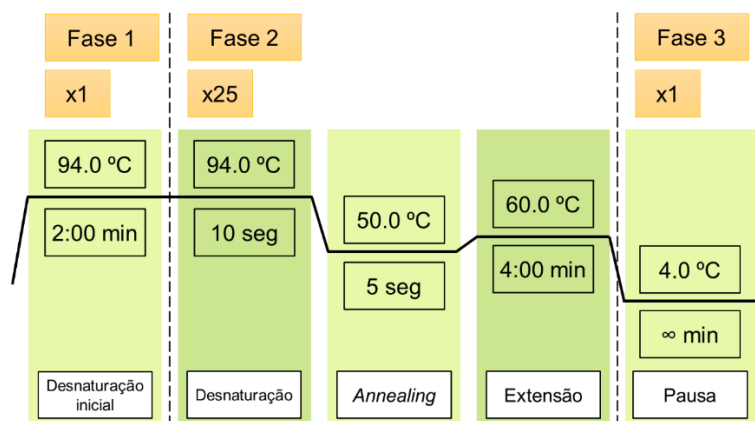 Fase 1
Fase 2
Fase 3
x1
x25
x1
94.0 ºC
94.0 ºC
50.0 ºC
60.0 ºC
4.0 ºC
2:00 min
10 seg
5 seg
4:00 min
∞ min
Desnaturação
inicial
Desnaturação
Annealing
Extensão
Pausa